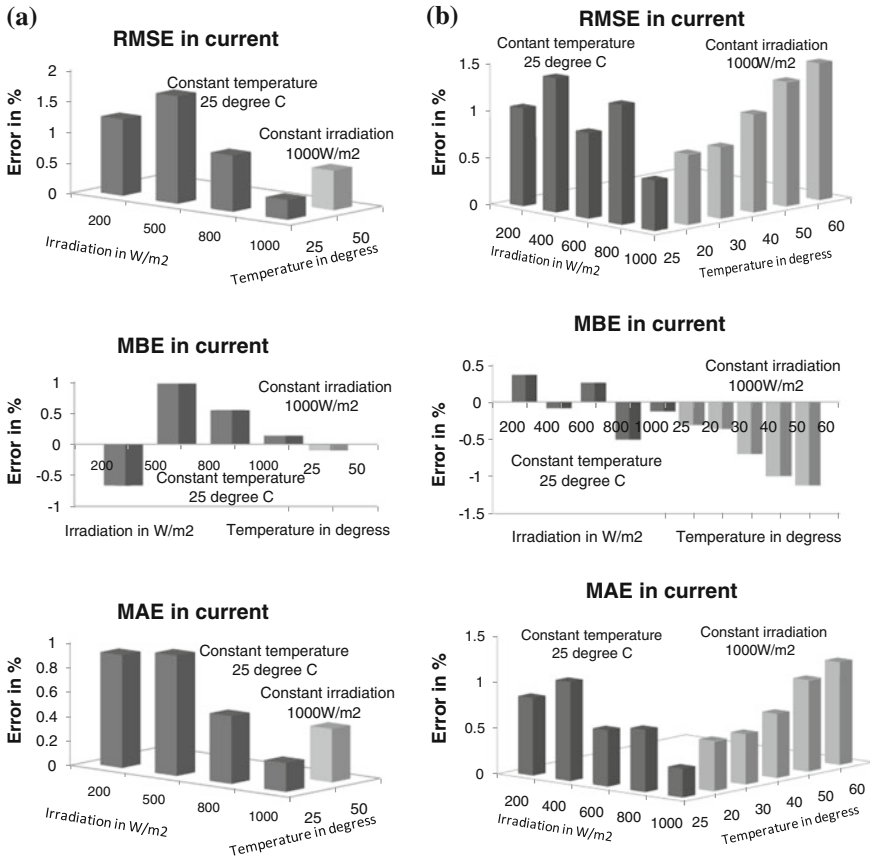 (a)
RMSE in current
Error in %
2
1.5
1
0.5
0
Constant temperature
25 degree C
Constant irradiation
1000W/m2
200
500
800
1000
25
50
Irradiation in W/m2
Temperature in degress
MBE in current
Error in %
1
0.5
0
-0.5
-1
Constant irradiation
1000W/m2
200
500
800
1000
25
50
Constant temperature
25 degree C
Irradiation in W/m2
Temperature in degress
MAE in current
Error in %
1
0.8
0.6
0.4
0.2
0
Constant temperature
25 degree C
Constant irradiation
1000W/m2
200
500
800
1000
25
50
Irradiation in W/m2
Temperature in degress
(b)
RMSE in current
Error in %
1.5
1
0.5
0
Contant temperature
25 degree C
Contant irradiation
1000W/m2
200
400
600
800
1000
25
20
30
40
50
60
Irradiation in W/m2
Temperature in degress
MBE in current
Error in %
0.5
0
-0.5
-1
-1.5
Constant irradiation
1000W/m2
200
400
600
800
1000
25
20
30
40
50
60
Constant temperature
25 degree C
Irradiation in W/m2
Temperature in degress
MAE in current
Error in %
1.5
1
0.5
0
Constant temperature
25 degree C
Constant irradiation
1000W/m2
200
400
600
800
1000
25
20
30
40
50
60
Irradiation in W/m2
Temperature in degress